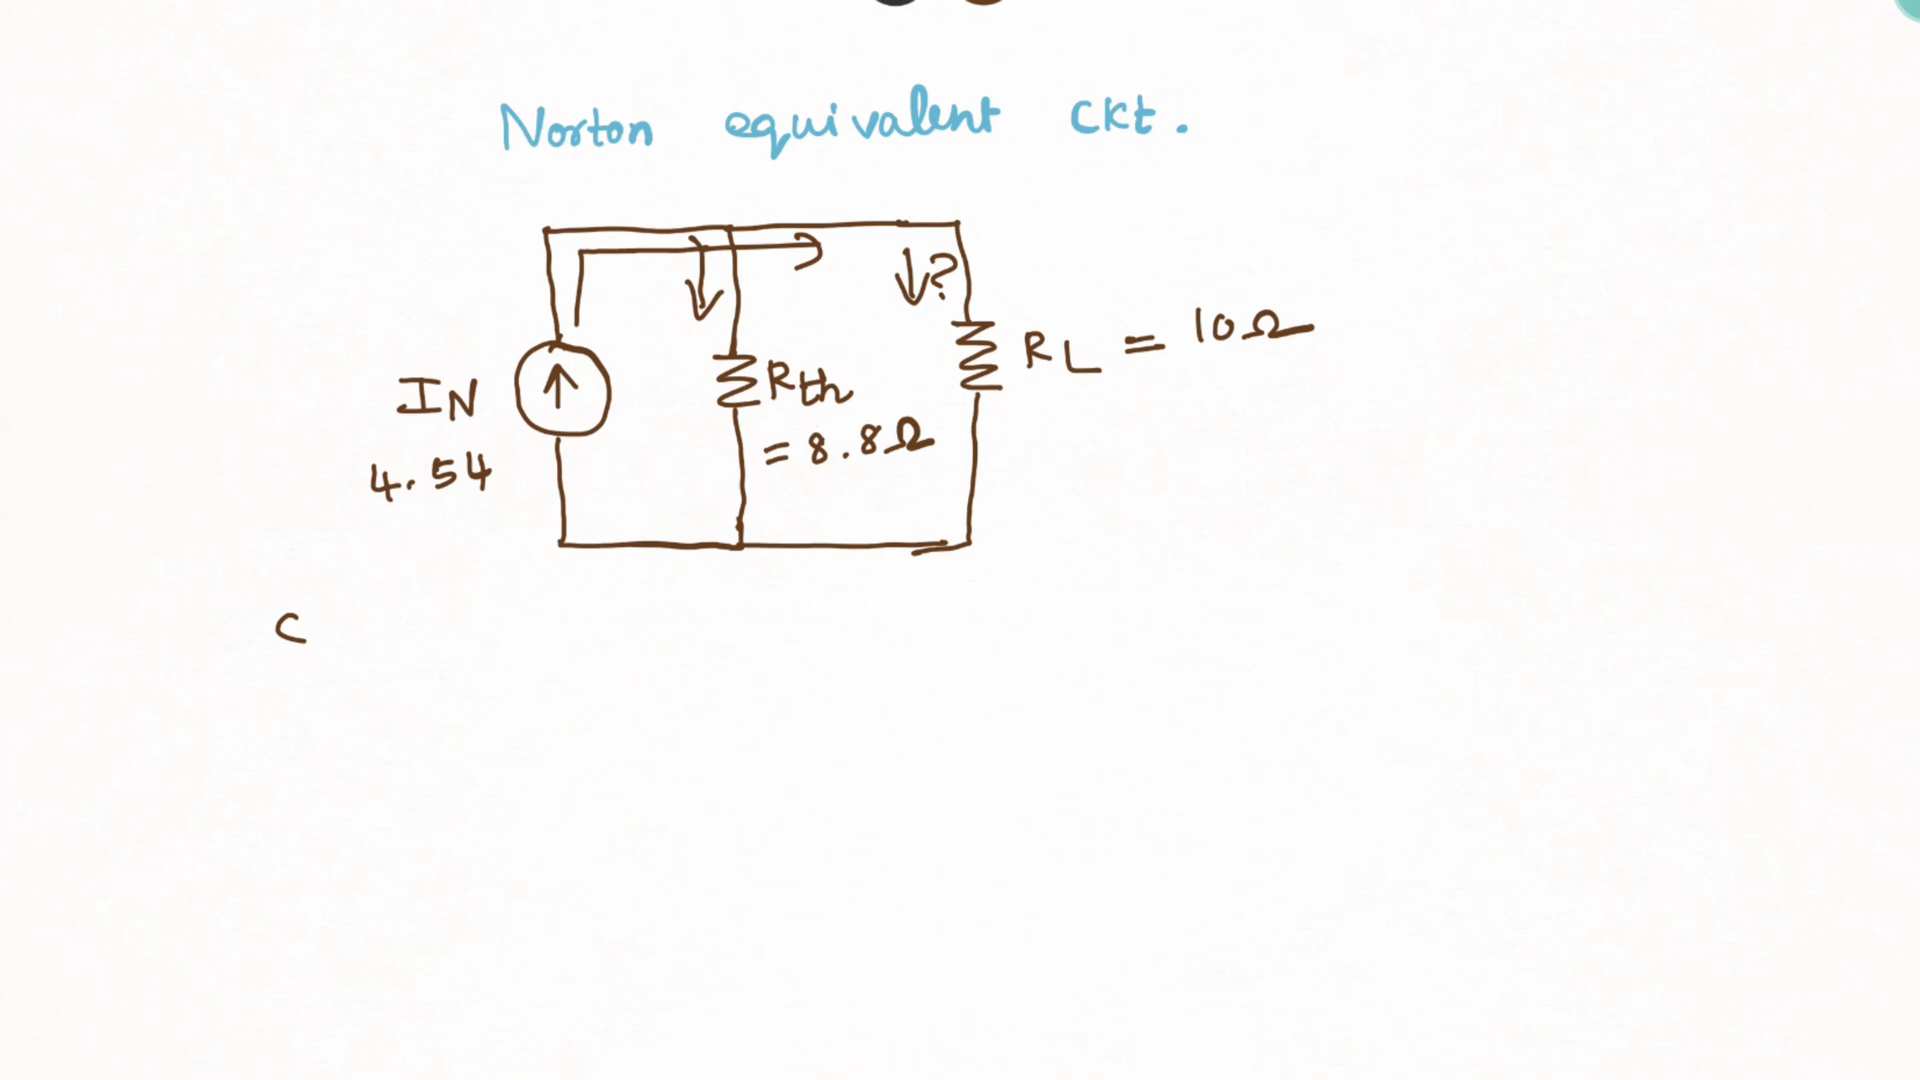 Norton equivalent ckt.
?
RL = 10Ω
IN
Rth
4.54
= 8.8Ω
C